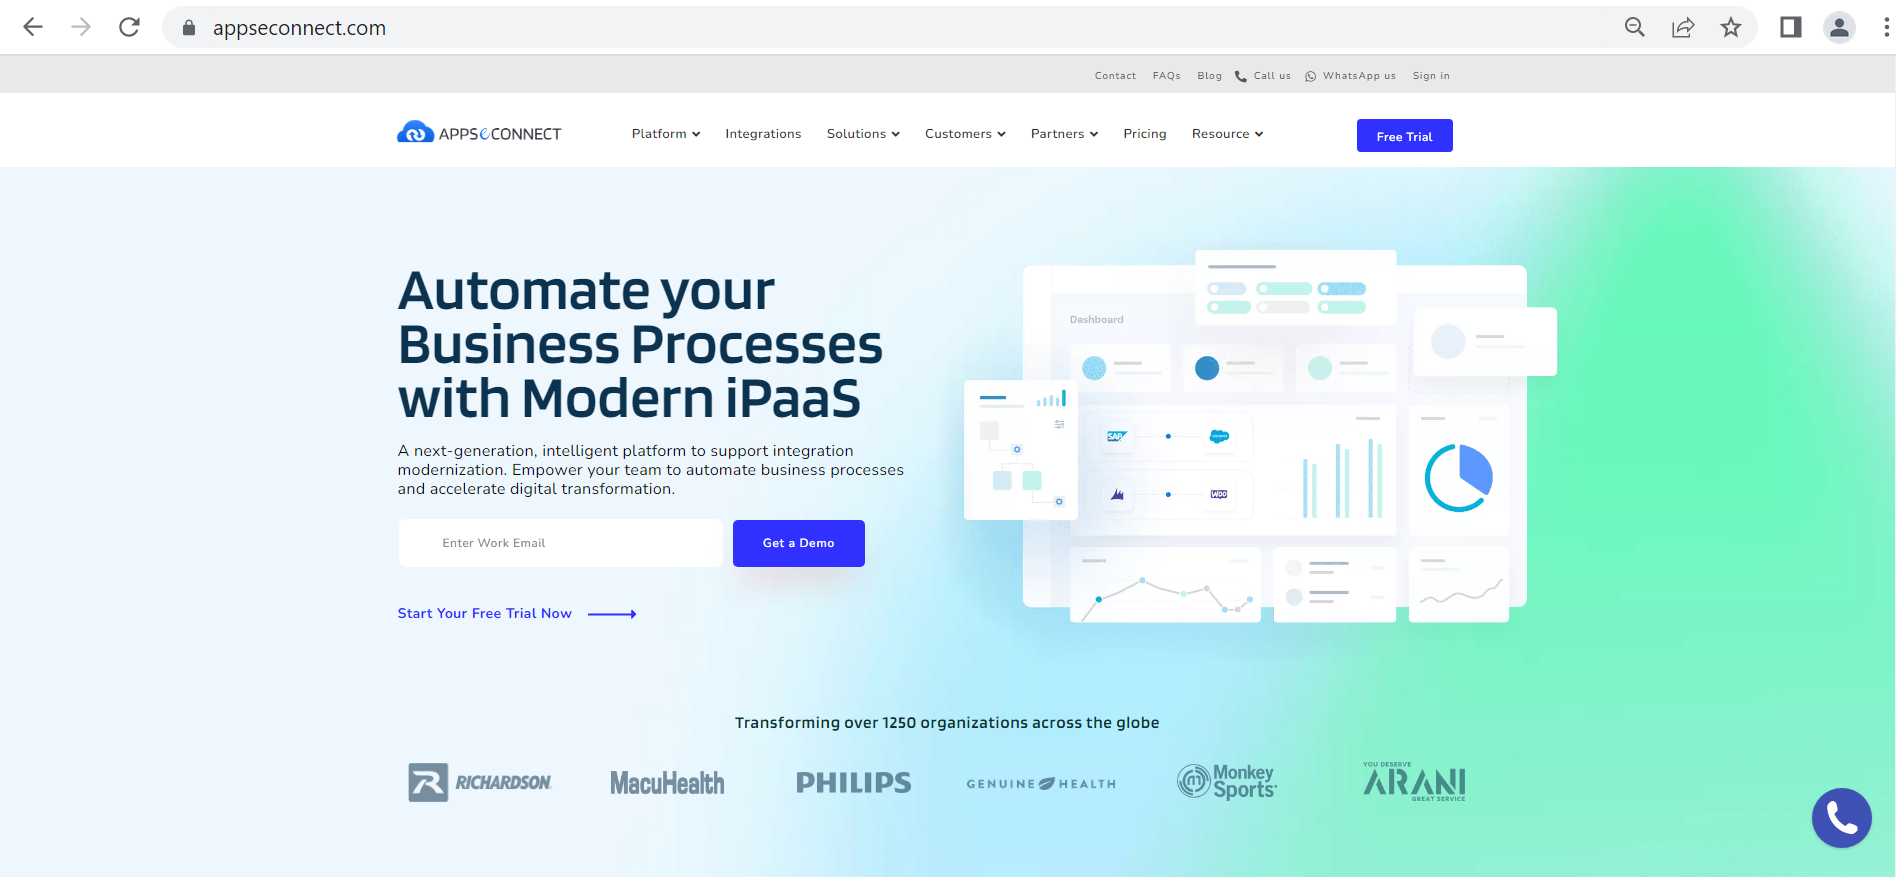 appseconnect.com
Contact FAQs Blog Call us WhatsApp us Sign in
APPSeCONNECT
Platform Integrations Solutions Customers Partners Pricing Resource
Free Trial
Automate your
Business Processes
with Modern iPaaS
A next-generation, intelligent platform to support integration
modernization. Empower your team to automate business processes
and accelerate digital transformation.
Enter Work Email
Get a Demo
Start Your Free Trial Now
Dashboard
SAP
WOO
Transforming over 1250 organizations across the globe
R RICHARDSON
MacuHealth
PHILIPS
GENUINE HEALTH
m Monkey
Sports
YOU DESERVE
ARANI
GREAT SERVICE